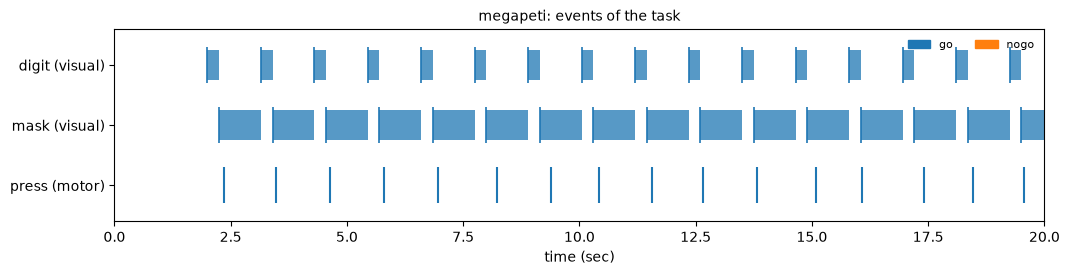 megapeti: events of the task
go nogo
digit (visual)
mask (visual)
press (motor)
0.0 2.5 5.0 7.5 10.0 12.5 15.0 17.5 20.0
time (sec)